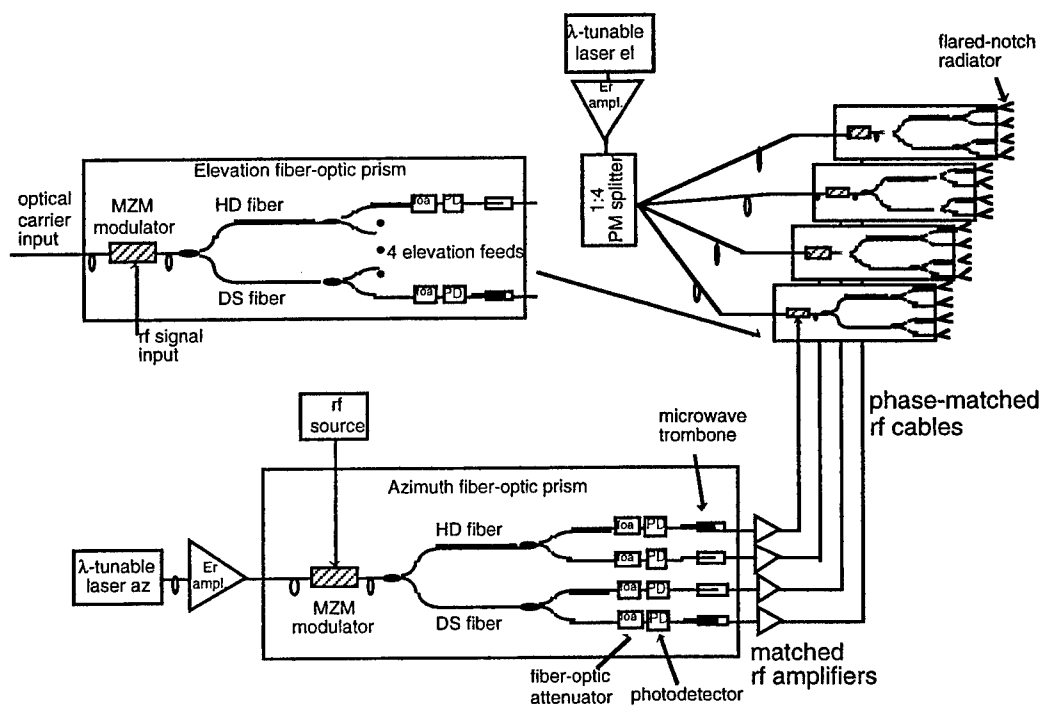 λ-tunable
laser el
Er
ampl.
1:4
PM splitter
flared-notch
radiator
Elevation fiber-optic prism
optical
carrier
input
MZM
modulator
HD fiber
DS fiber
foa
PD
4 elevation feeds
foa
PD
rf signal
input
rf
source
microwave
trombone
phase-matched
rf cables
Azimuth fiber-optic prism
λ-tunable
laser az
Er
ampl.
MZM
modulator
HD fiber
DS fiber
foa
PD
foa
PD
foa
PD
foa
PD
fiber-optic
attenuator
photodetector
matched
rf amplifiers